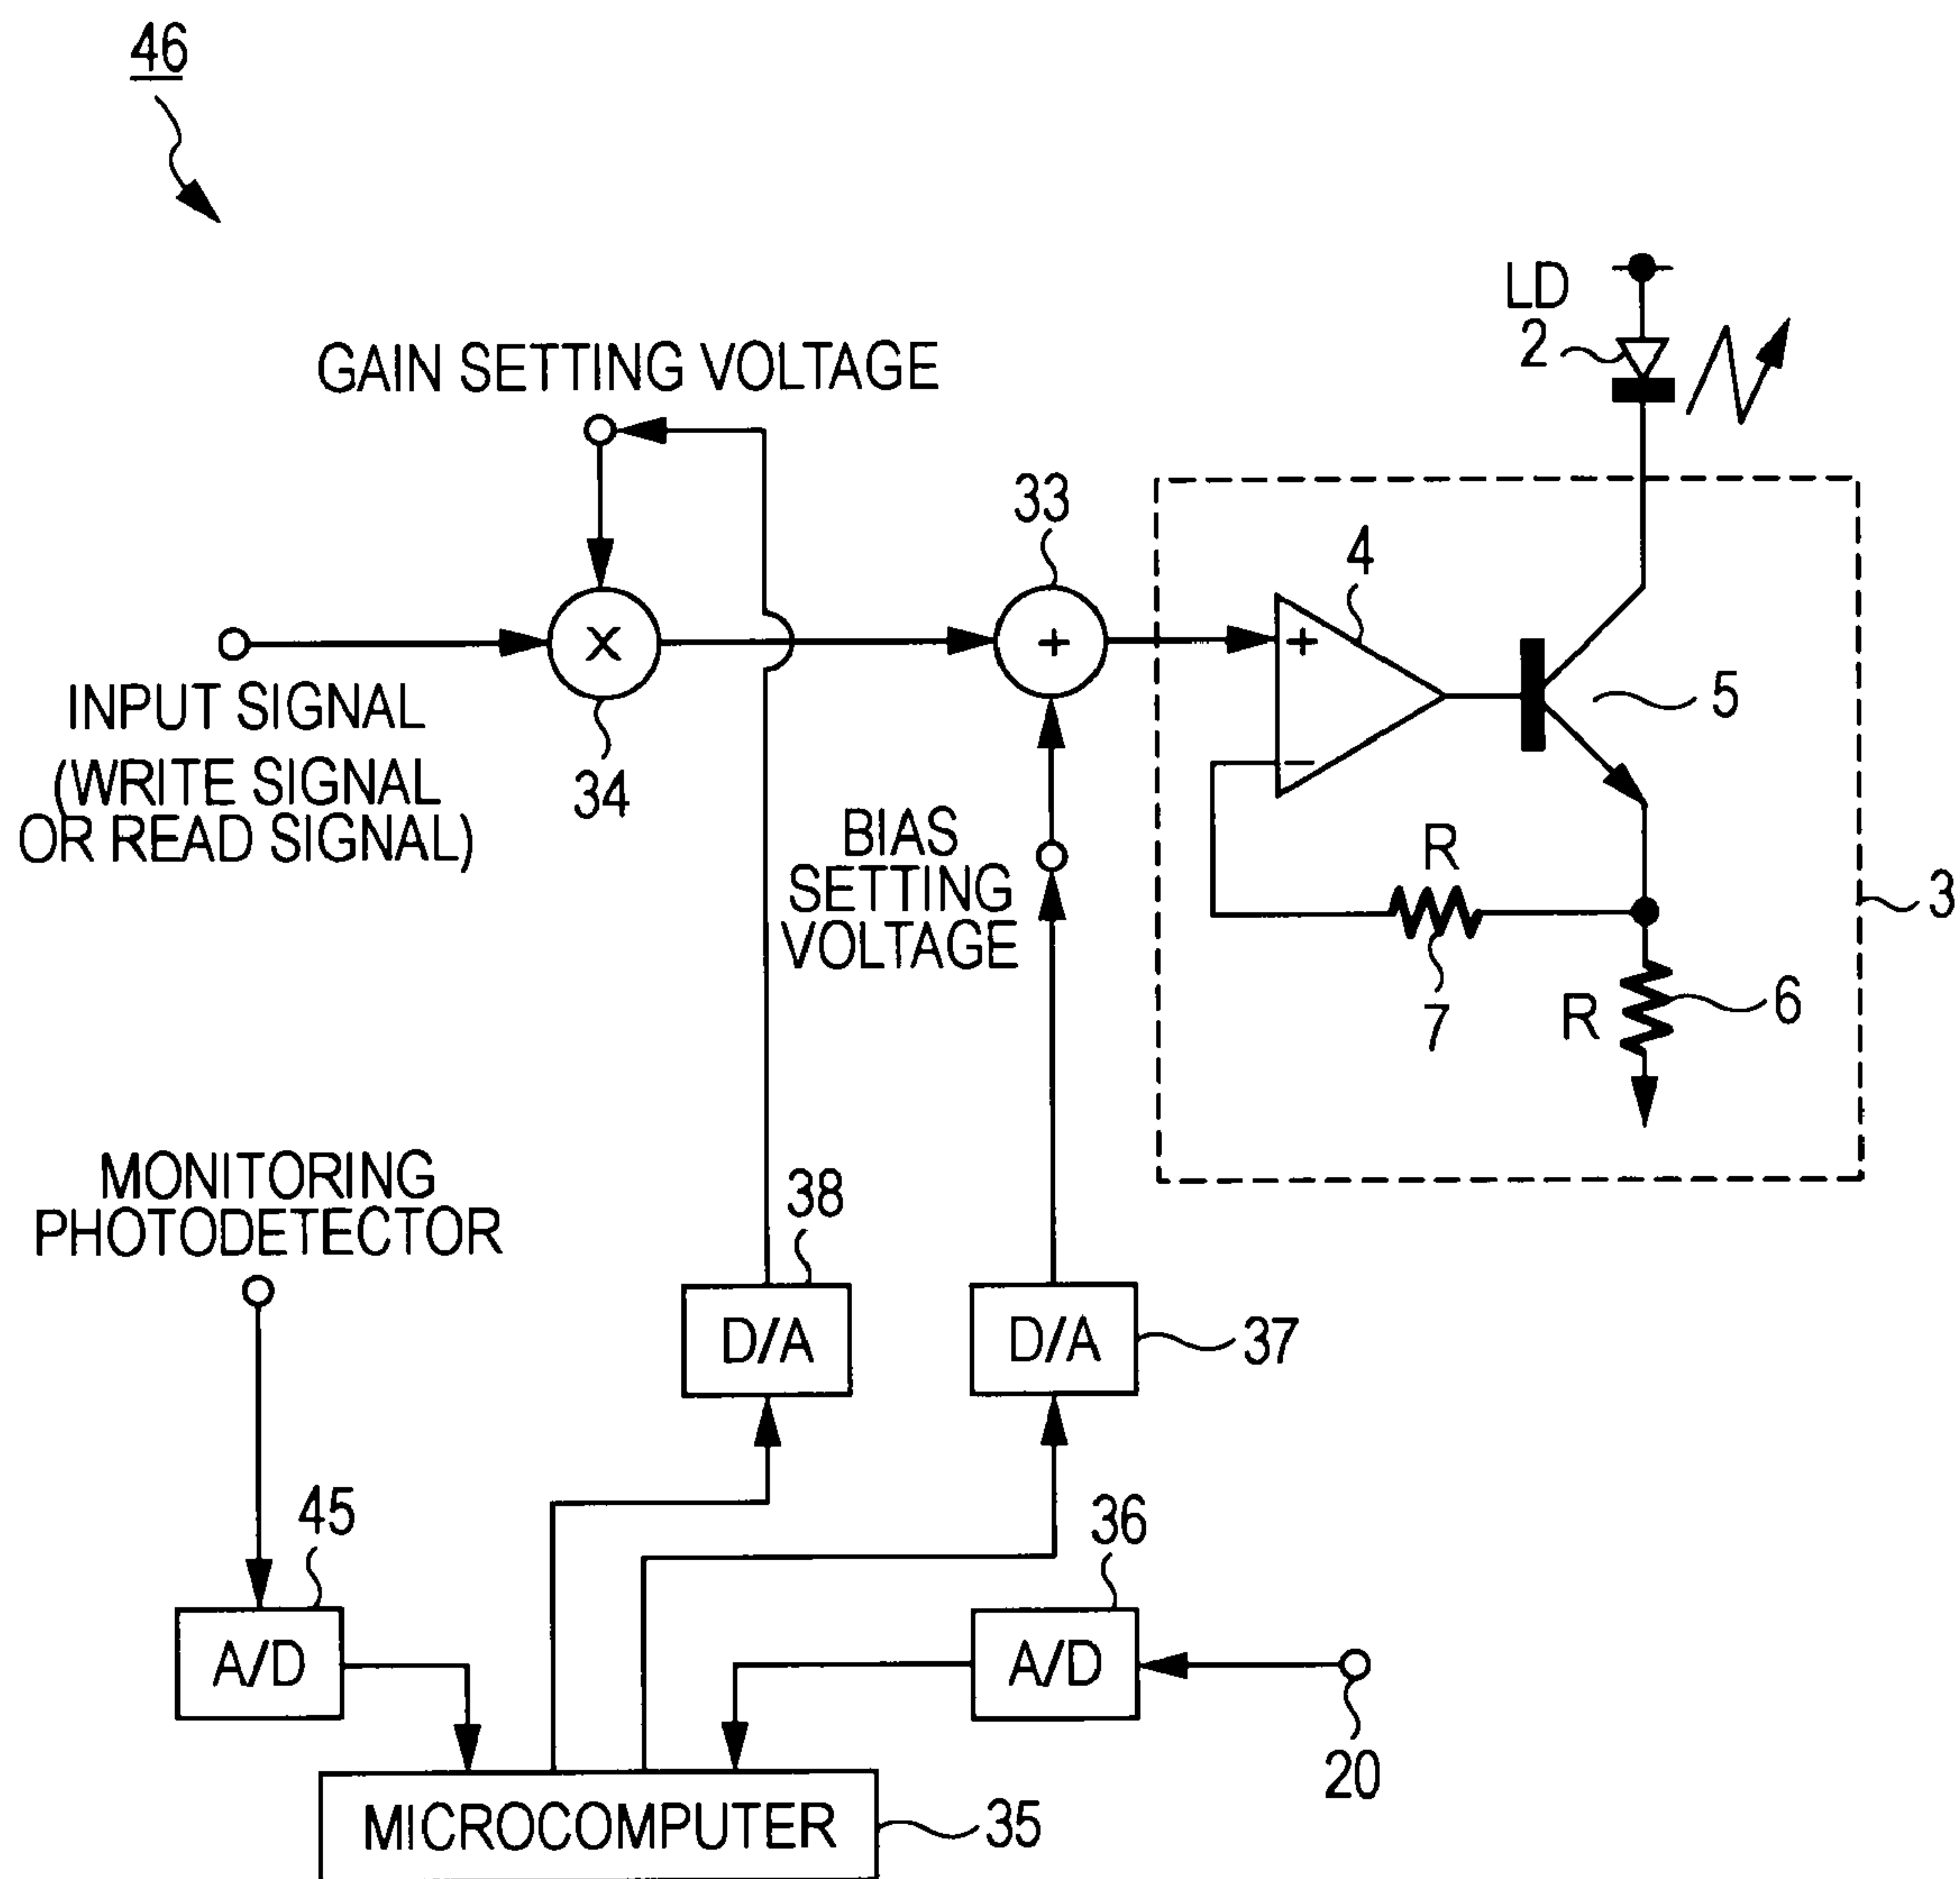 46
LD
2
GAIN SETTING VOLTAGE
33
4
X
+
+
5
INPUT SIGNAL
(WRITE SIGNAL
OR READ SIGNAL)
34
−
BIAS
SETTING
VOLTAGE
R
3
7
R
6
MONITORING
PHOTODETECTOR
38
D/A
D/A
37
45
36
A/D
A/D
20
MICROCOMPUTER
35